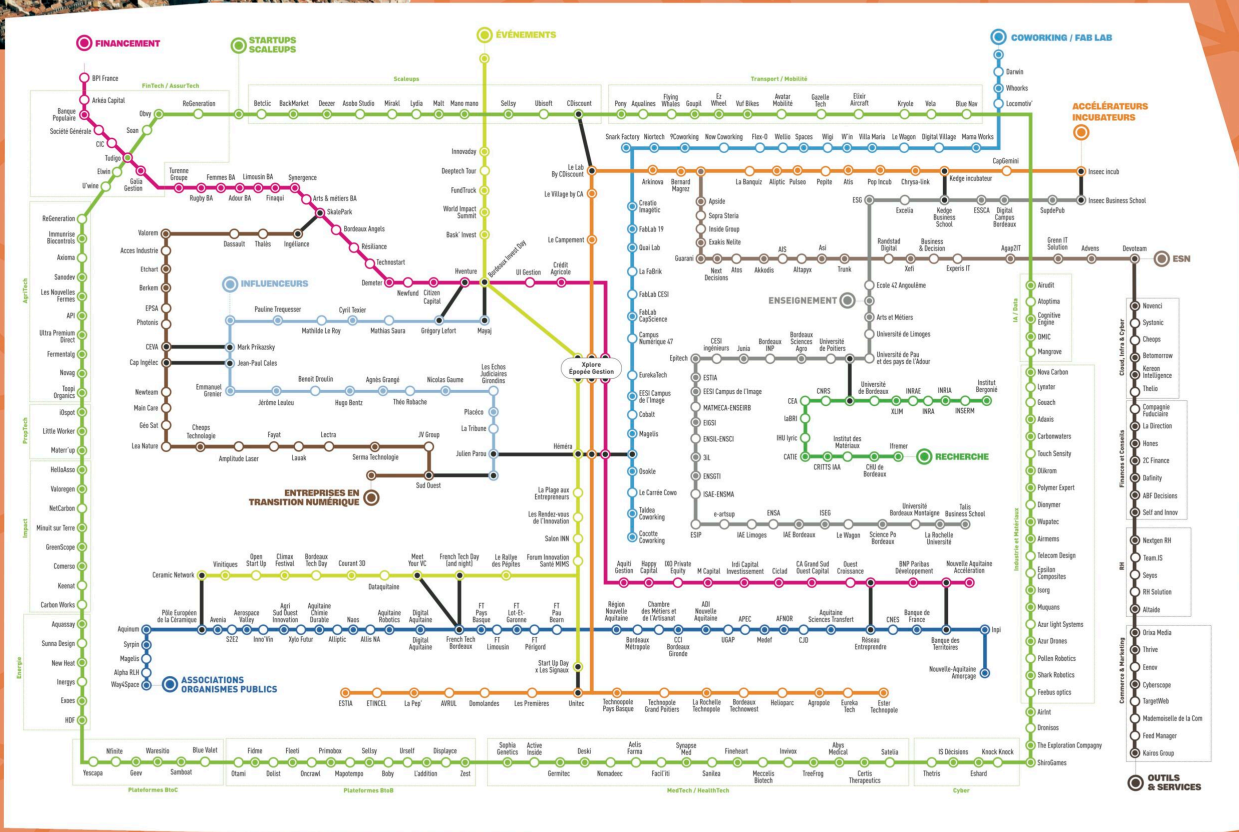 FINANCEMENT
STARTUPS
SCALEUPS
ÉVÉNEMENTS
COWORKING / FAB LAB
ACCÉLÉRATEURS
INCUBATEURS
BPI France
Arkéa Capital
Banque
Populaire
Société Générale
CIC
Tudigo
Elwin
U'wine
Galia
Gestion
Soan
Obvy
FinTech / AssurTech
ReGeneration
Scaleups
Betclic
BackMarket
Deezer
Asobo Studio
Mirakl
Lydia
Malt
Mano mano
Sellsy
Ubisoft
CDiscount
Transport / Mobilité
Pony
Aqualines
Flying
Whales
Goupil
Ez
Wheel
Vuf Bikes
Avatar
Mobilité
Gazelle
Tech
Elixir
Aircraft
Kryole
Vela
Blue Nav
Darwin
Whoorks
Locomotiv'
Snark Factory
Niortech
9Coworking
Now Coworking
Flex-O
Wellio
Spaces
Wigi
W'in
Villa Maria
Le Wagon
Digital Village
Mama Works
Turenne
Groupe
Rugby BA
Femmes BA
Adour BA
Limousin BA
Finaqui
Synergence
Arts & métiers BA
SkalePark
Bordeaux Angels
Résiliance
Technostart
Demeter
Newfund
Citizen
Capital
Hventure
Bordeaux Invest Day
UI Gestion
Crédit
Agricole
Innovaday
Deeptech Tour
FundTruck
World Impact
Summit
Bask' Invest
Le Lab
By CDiscount
Le Village by CA
Le Campement
Arkinova
Bernard
Magrez
La Banquiz
Aliptic
Pulseo
Pepite
Atis
Pop Incub
Chrysa-link
Kedge incubateur
CapGemini
Insec incub
Insec Business School
ESG
Excelia
Kedge
Business
School
ESSCA
Digital
Campus
Bordeaux
SupdePub
Apside
Sopra Steria
Inside Group
Exakis Nelite
Guarani
Next
Decisions
Atos
Akkodis
AIS
Altapyx
Asi
Trunk
Randstad
Digital
Xefi
Business
& Decision
Experis IT
Agap2IT
Grenn IT
Solution
Advens
Devoteam
ESN
Creatio
Imagétic
FabLab 19
Quai Lab
La FaBrik
FabLab CESI
FabLab
CapScience
Campus
Numérique 47
EurekaTech
EESI Campus
de l'Image
Cobalt
Magelis
Osokle
Le Carrée Cowo
Taldea
Coworking
Cocotte
Coworking
ENSEIGNEMENT
Ecole 42 Angoulême
Arts et Métiers
Université de Limoges
Université de Pau
et des pays de l'Adour
Université
de Poitiers
Bordeaux
Sciences
Agro
Bordeaux
INP
Junia
CESI
ingénieurs
Epitech
ESTIA
EESI Campus de l'Image
MATMECA-ENSEIRB
EIGSI
ENSIL-ENSCI
3iL
ENSGTI
ISAE-ENSMA
ESIP
e-artsup
IAE Limoges
ENSA
IAE Bordeaux
ISEG
Le Wagon
Science Po
Bordeaux
Université
Bordeaux Montaigne
La Rochelle
Université
Talis
Business School
CEA
CNRS
Université
de Bordeaux
XLIM
INRAE
INRA
INRIA
INSERM
Institut
Bergonié
laBRI
IHU lyric
CATIE
CRITTS IAA
Institut des
Matériaux
CHU de
Bordeaux
Ifremer
RECHERCHE
AgriTech
ReGeneration
Immunrise
Biocontrols
Axioma
Sanodev
Les Nouvelles
Fermes
API
Ultra Premium
Direct
Fermentalg
Novag
Toopi
Organics
PropTech
iQspot
Little Worker
Mater'up
Impact
HelloAsso
Valoregen
NetCarbon
Minuit sur Terre
GreenScope
Comerso
Keenat
Carbon Works
Energie
Aquassay
Sunna Design
New Heat
Inergys
Exoes
HDF
Valorem
Acces Industrie
Etchart
Berkem
EPSA
Photonis
CEVA
Cap Ingélec
Newteam
Main Care
Géo Sat
Lea Nature
Dassault
Thalès
Ingéliance
Cheops
Technologie
Amplitude Laser
Fayat
Lauak
Lectra
Serma Technologie
JV Group
Sud Ouest
ENTREPRISES EN
TRANSITION NUMÉRIQUE
INFLUENCEURS
Pauline Trequesser
Mathilde Le Roy
Cyril Texier
Mathias Saura
Grégory Lefort
Mayaj
Mark Prikazsky
Jean-Paul Cales
Emmanuel
Grenier
Jérôme Leuleu
Benoit Droulin
Hugo Bentz
Agnès Grangé
Théo Robache
Nicolas Gaume
Les Echos
Judiciaires
Girondins
Placéco
La Tribune
Julien Parou
Xplore
Épopée Gestion
Héméra
La Plage aux
Entrepreneurs
Les Rendez-vous
de l'Innovation
Salon INN
Forum Innovation
Santé MIMS
Le Rallye
des Pépites
French Tech Day
(and night)
Meet
Your VC
Dataquitaine
Courant 3D
Bordeaux
Tech Day
Climax
Festival
Open
Start Up
Vinitiques
Ceramic Network
Pôle Européen
de la Céramique
Aquinum
Syrpin
Magelis
Alpha RLH
Way4Space
ASSOCIATIONS
ORGANISMES PUBLICS
Avenia
S2E2
Aerospace
Valley
Inno'Vin
Agri
Sud Ouest
Innovation
Xylo Futur
Aquitaine
Chimie
Durable
Aliptic
Naos
Allis NA
Aquitaine
Robotics
Digital
Aquitaine
Digital
Aquitaine
French Tech
Bordeaux
FT
Pays
Basque
FT
Limousin
FT
Lot-Et-
Garonne
FT
Périgord
FT
Pau
Bearn
Région
Nouvelle
Aquitaine
Bordeaux
Métropole
Chambre
des Métiers et
de l'Artisanat
CCI
Bordeaux
Gironde
ADI
Nouvelle
Aquitaine
UGAP
APEC
Medef
AFNOR
CJD
Aquitaine
Sciences Transfert
Réseau
Entreprendre
CNES
Banque de
France
Banque des
Territoires
Inpi
Nouvelle-Aquitaine
Amorçage
Aquiti
Gestion
Happy
Capital
IXO Private
Equity
M Capital
Irdi Capital
Investissement
Ciclad
CA Grand Sud
Ouest Capital
Ouest
Croissance
BNP Paribas
Développement
Nouvelle Aquitaine
Accélération
Start Up Day
x Les Signaux
ESTIA
ETINCEL
La Pep'
AVRUL
Domolandes
Les Premières
Unitec
Technoopole
Pays Basque
Technopole
Grand Poitiers
La Rochelle
Technopole
Bordeaux
Technowest
Helioparc
Agropole
Eureka
Tech
Ester
Technopole
IA / Data
Airudit
Atoptima
Cognitive
Engine
DMIC
Mangrove
Industrie et Matériaux
Nova Carbon
Lyxter
Gouach
Adaxis
Carbonwaters
Touch Sensity
Olikrom
Polymer Expert
Dionymer
Wupatec
Airmems
Telecom Design
Epsilon
Composites
Isorg
Muquans
Azur light Systems
Azur Drones
Pollen Robotics
Shark Robotics
Feebus optics
AirInt
Dronisos
The Exploration Compagny
ShiroGames
Cloud, Infra & Cyber
Novenci
Systonic
Cheops
Betomorrow
Kereon
Intelligence
Thelio
Finances et Conseils
Compagnie
Fuduciaire
La Direction
Hones
2C Finance
Dafinity
ABF Decisions
Self and Innov
RH
Nextgen RH
TeamJS
Seyos
RH Solution
Altaide
Commerce & Marketing
Orixa Media
Thrive
Eenov
Cyberscope
TargetWeb
Mademoiselle de la Com
Feed Manager
Kairos Group
OUTILS
& SERVICES
Yescapa
Nfinite
Geev
Waresitio
Samboat
Blue Valet
Plateformes BtoC
Otami
Fidme
Dolist
Fleeti
Oncrawl
Primobox
Mapotempo
Sellsy
Boby
Urself
L'addition
Displayce
Zest
Plateformes BtoB
Sophia
Genetics
Active
Inside
Germitec
Deski
Nomadeec
Aelis
Farma
Facil'iti
Synapse
Med
Sanilea
Fineheart
Meccelis
Biotech
Invivox
TreeFrog
Abys
Medical
Certis
Therapeutics
Satelia
MedTech / HealthTech
Thetris
IS Décisions
Eshard
Knock Knock
Cyber